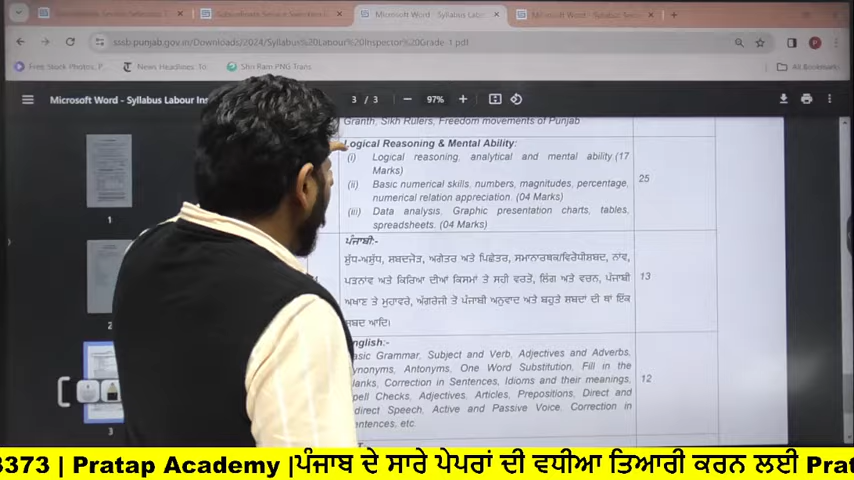 Microsoft Word - Syllabus Labo
Microsoft Word - Syllabus
sssb.punjab.gov.in/Downloads/2024/Syllabus%20Labour%20Inspector%20Grade-1.pdf
Free Stock Photos, P...
News Headlines: To
Shri Ram PNG Trans
All Bookmark
Microsoft Word - Syllabus Labour Ins
3 / 3
97%
Granth, Sikh Rulers, Freedom movements of Punjab
Logical Reasoning & Mental Ability:
(i) Logical reasoning, analytical and mental ability.(17
Marks)
(ii) Basic numerical skills, numbers, magnitudes, percentage,
numerical relation appreciation. (04 Marks)
(iii) Data analysis, Graphic presentation charts, tables,
spreadsheets. (04 Marks)
25
ਪੰਜਾਬੀ:-
ਸ਼ੁੱਧ-ਅਸ਼ੁੱਧ, ਸ਼ਬਦਜੋੜ, ਅਗੇਤਰ ਅਤੇ ਪਿਛੇਤਰ, ਸਮਾਨਾਰਥਕ/ਵਿਰੋਧੀਸ਼ਬਦ, ਨਾਂਵ,
ਪੜਨਾਂਵ ਅਤੇ ਕਿਰਿਆ ਦੀਆਂ ਕਿਸਮਾਂ ਤੇ ਸਹੀ ਵਰਤੋਂ, ਲਿੰਗ ਅਤੇ ਵਚਨ, ਪੰਜਾਬੀ
ਅਖਾਣ ਤੇ ਮੁਹਾਵਰੇ, ਅੰਗਰੇਜੀ ਤੋਂ ਪੰਜਾਬੀ ਅਨੁਵਾਦ ਅਤੇ ਬਹੁਤੇ ਸ਼ਬਦਾਂ ਦੀ ਥਾਂ ਇੱਕ
ਸ਼ਬਦ ਆਦਿ।
13
nglish:-
asic Grammar, Subject and Verb, Adjectives and Adverbs,
ynonyms, Antonyms, One Word Substitution, Fill in the
lanks, Correction in Sentences, Idioms and their meanings,
pell Checks, Adjectives, Articles, Prepositions, Direct and
direct Speech, Active and Passive Voice, Correction in
entences, etc.
12
1
2
3
3373 | Pratap Academy |ਪੰਜਾਬ ਦੇ ਸਾਰੇ ਪੇਪਰਾਂ ਦੀ ਵਧੀਆ ਤਿਆਰੀ ਕਰਨ ਲਈ Prat